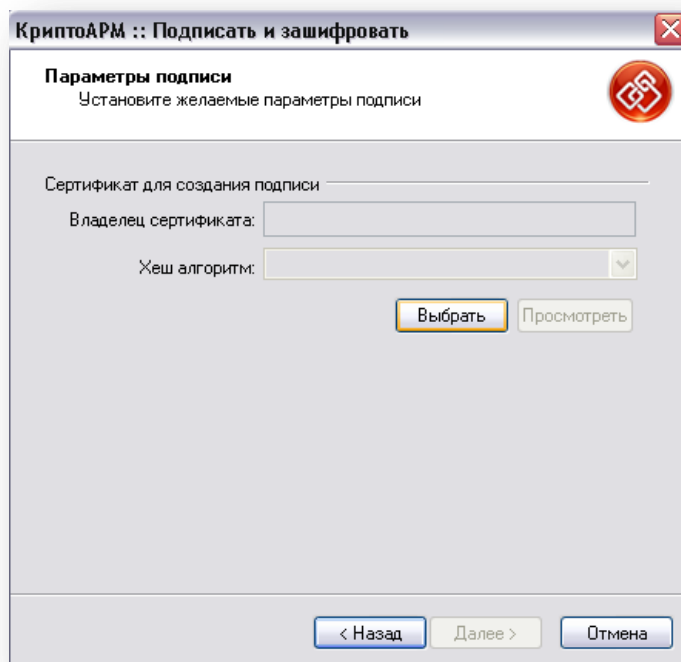 КриптоАРМ :: Подписать и зашифровать
Параметры подписи
Установите желаемые параметры подписи
Сертификат для создания подписи
Владелец сертификата:
Хеш алгоритм:
Выбрать Просмотреть
< Назад Далее > Отмена